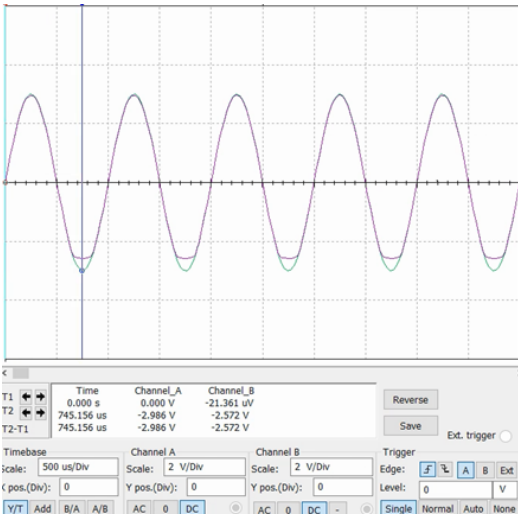 Time Channel_A Channel_B
T1 0.000 s 0.000 V -21.361 uV
T2 745.156 us -2.986 V -2.572 V
T2-T1 745.156 us -2.986 V -2.572 V
Reverse
Save
Ext. trigger
Timebase Channel A Channel B Trigger
Scale: 500 us/Div Scale: 2 V/Div Scale: 2 V/Div Edge: A B Ext
X pos.(Div): 0 Y pos.(Div): 0 Y pos.(Div): 0 Level: 0 V
Y/T Add B/A A/B AC 0 DC AC 0 DC - Single Normal Auto None